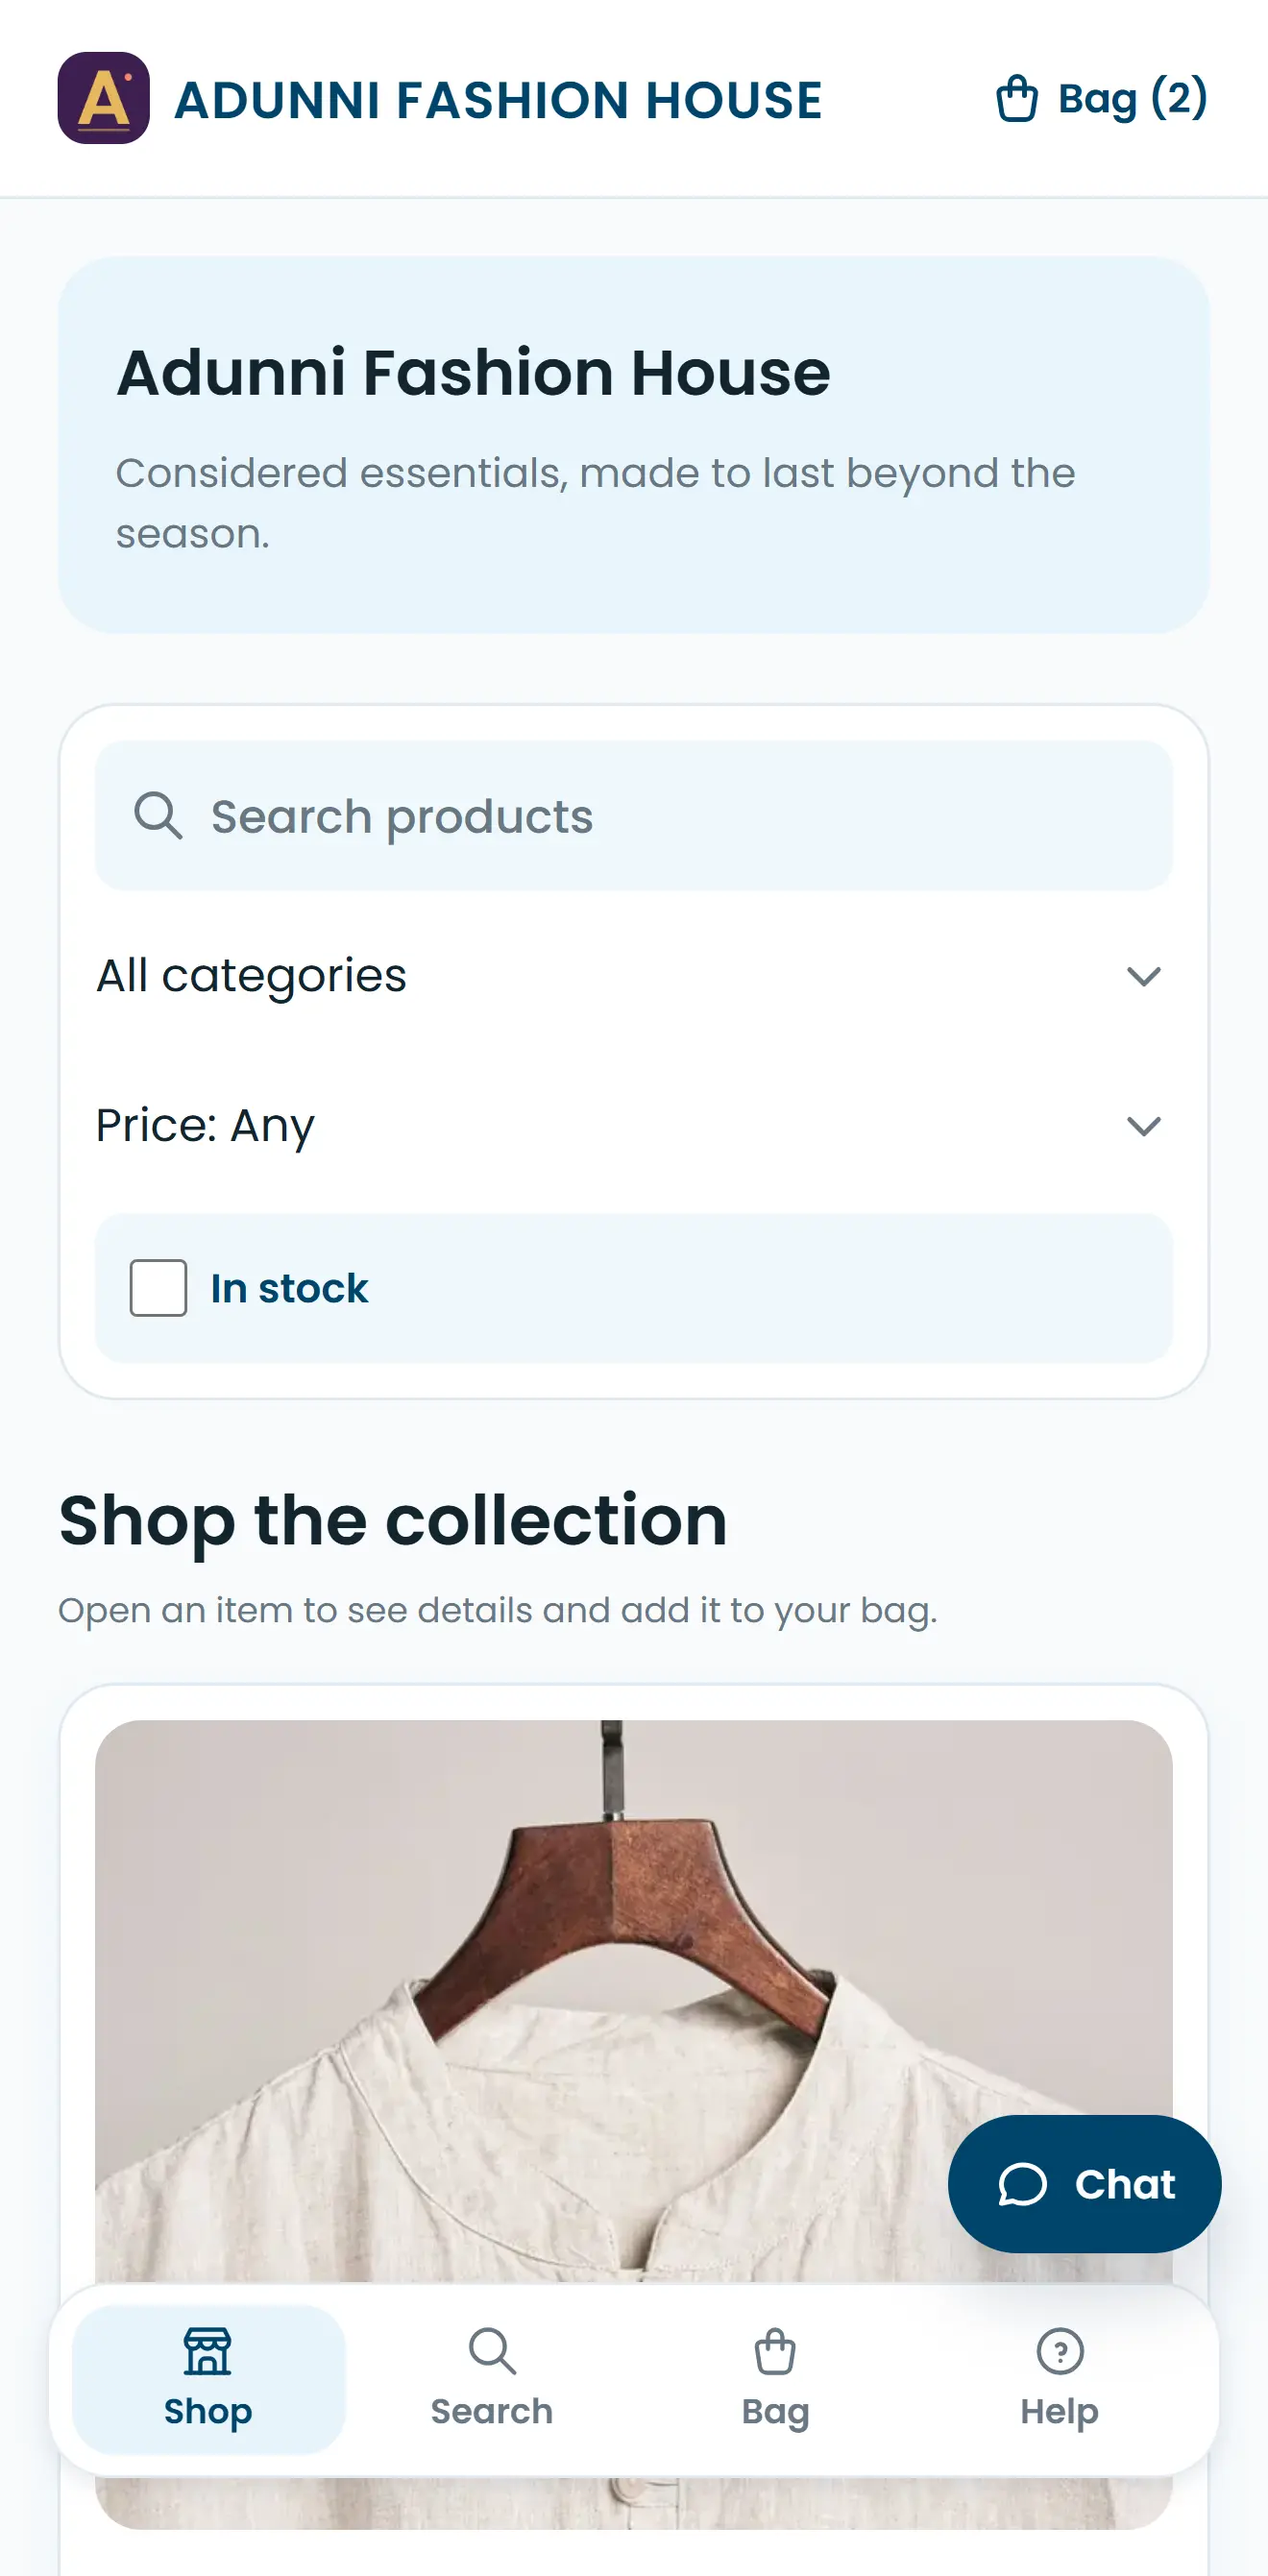 A
ADUNNI FASHION HOUSE
Bag (2)
Adunni Fashion House
Considered essentials, made to last beyond the
season.
Search products
All categories
Price: Any
In stock
Shop the collection
Open an item to see details and add it to your bag.
Chat
Shop
Search
Bag
Help